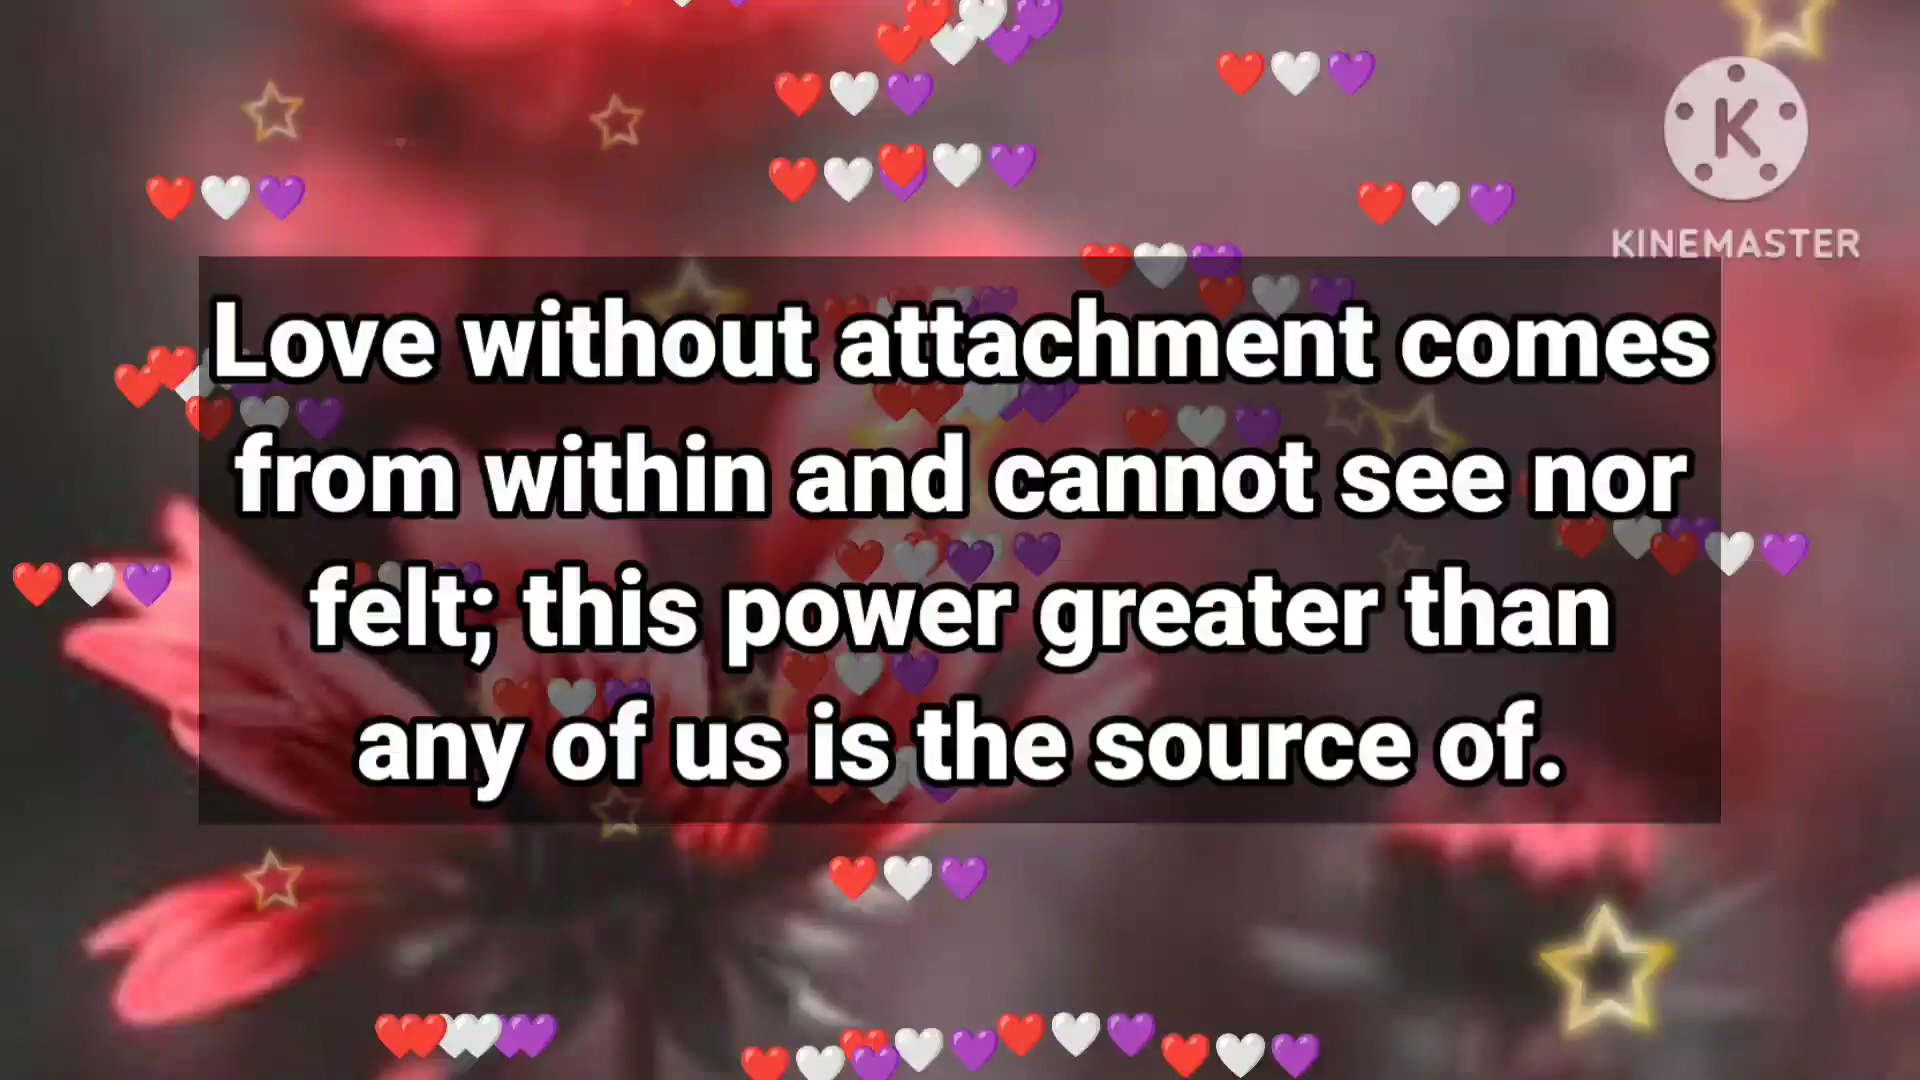 K
KINEMASTER
Love without attachment comes
from within and cannot see nor
felt; this power greater than
any of us is the source of.